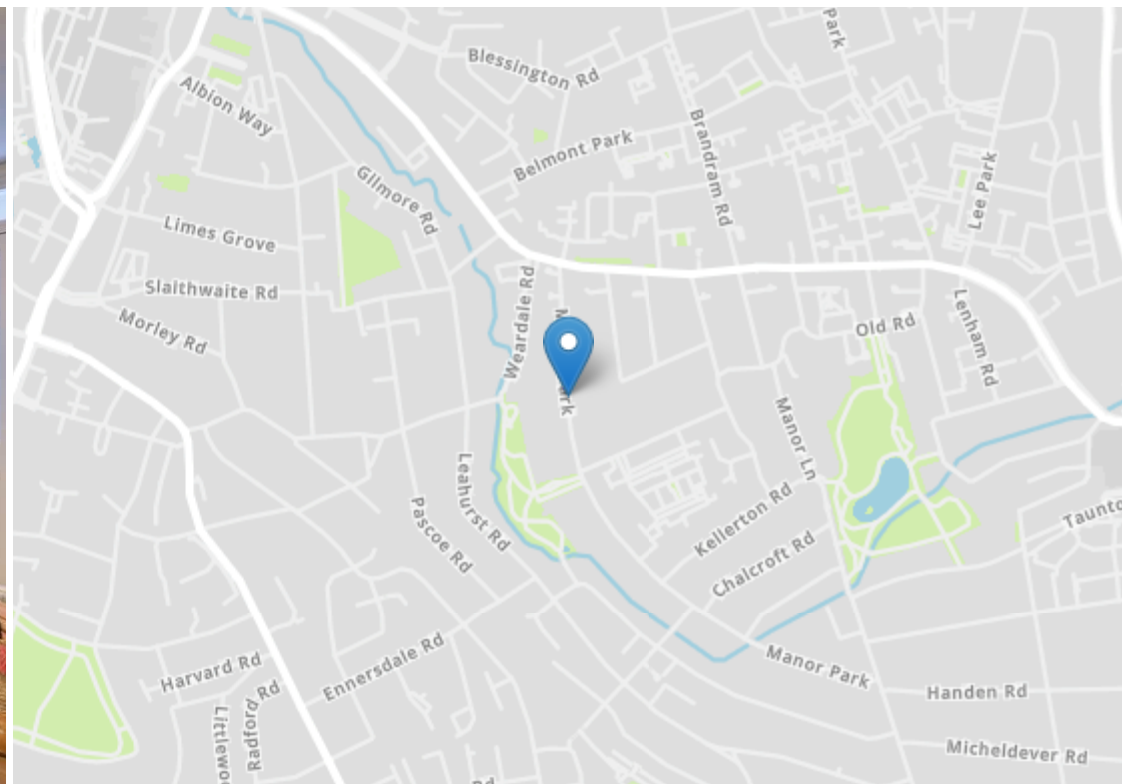 Park
Blessington Rd
Albion Way
Belmont Park
Brandram Rd
Lee Park
Gilmore Rd
Limes Grove
Weardale Rd
Slaithwaite Rd
Morley Rd
Old Rd
Lenham Rd
Manor Ln
Leahurst Rd
Pascoe Rd
Kellerton Rd
Chalcroft Rd
Ennersdale Rd
Manor Park
Harvard Rd
Radford Rd
Handen Rd
Micheldever Rd
Rd